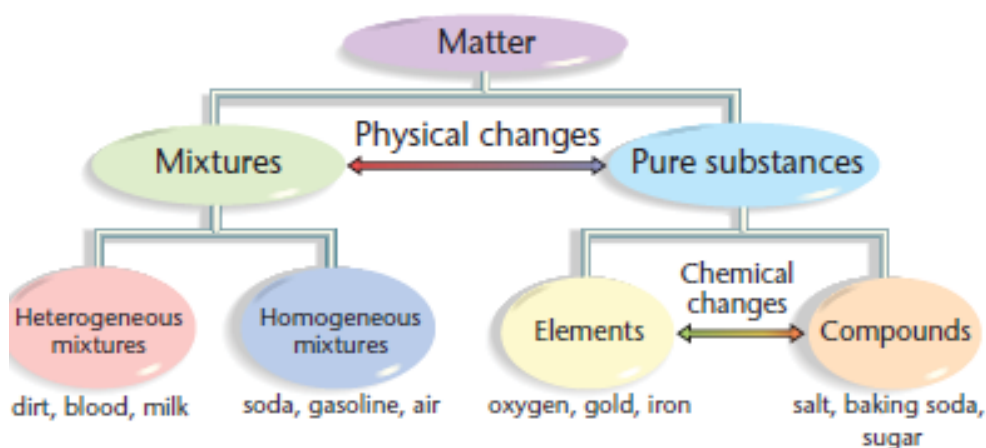 Matter
Physical changes
Mixtures
Pure substances
Chemical
changes
Heterogeneous
mixtures
Homogeneous
mixtures
Elements
Compounds
dirt, blood, milk
soda, gasoline, air
oxygen, gold, iron
salt, baking soda,
sugar